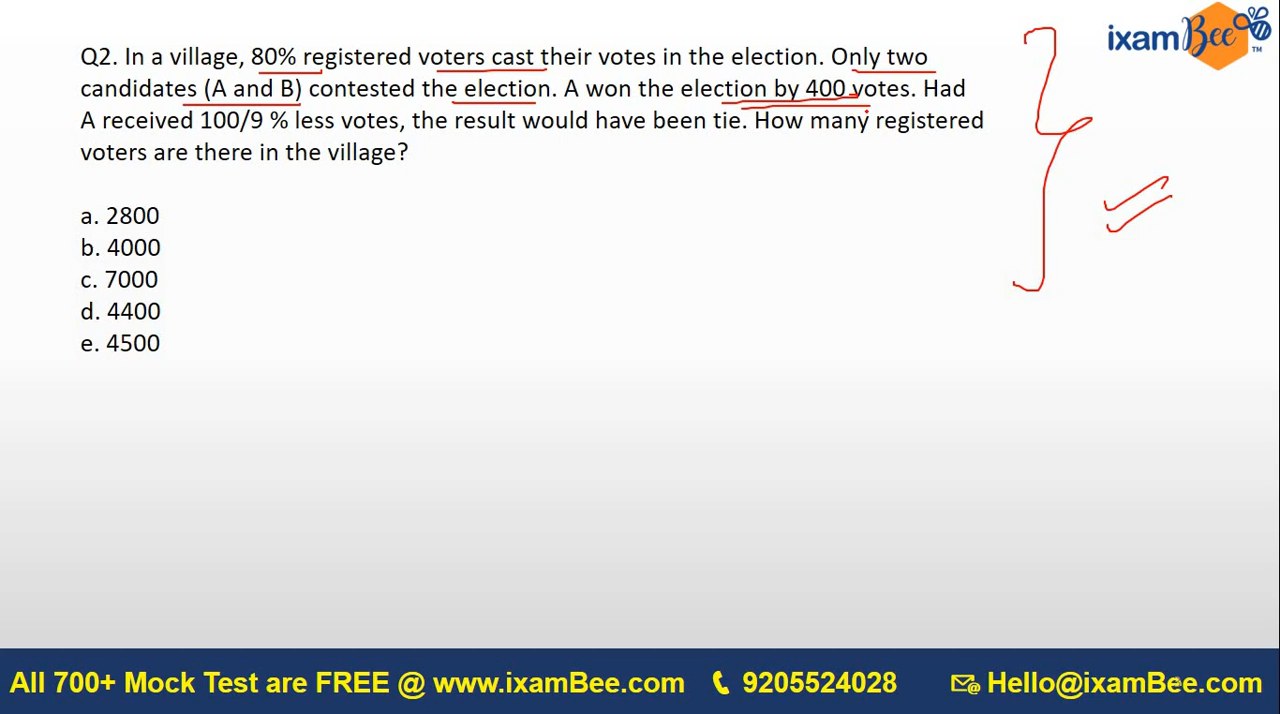 ixamBee TM
Q2. In a village, 80% registered voters cast their votes in the election. Only two
candidates (A and B) contested the election. A won the election by 400 votes. Had
A received 100/9 % less votes, the result would have been tie. How many registered
voters are there in the village?
a. 2800
b. 4000
c. 7000
d. 4400
e. 4500
All 700+ Mock Test are FREE @ www.ixamBee.com 9205524028 Hello@ixamBee.com